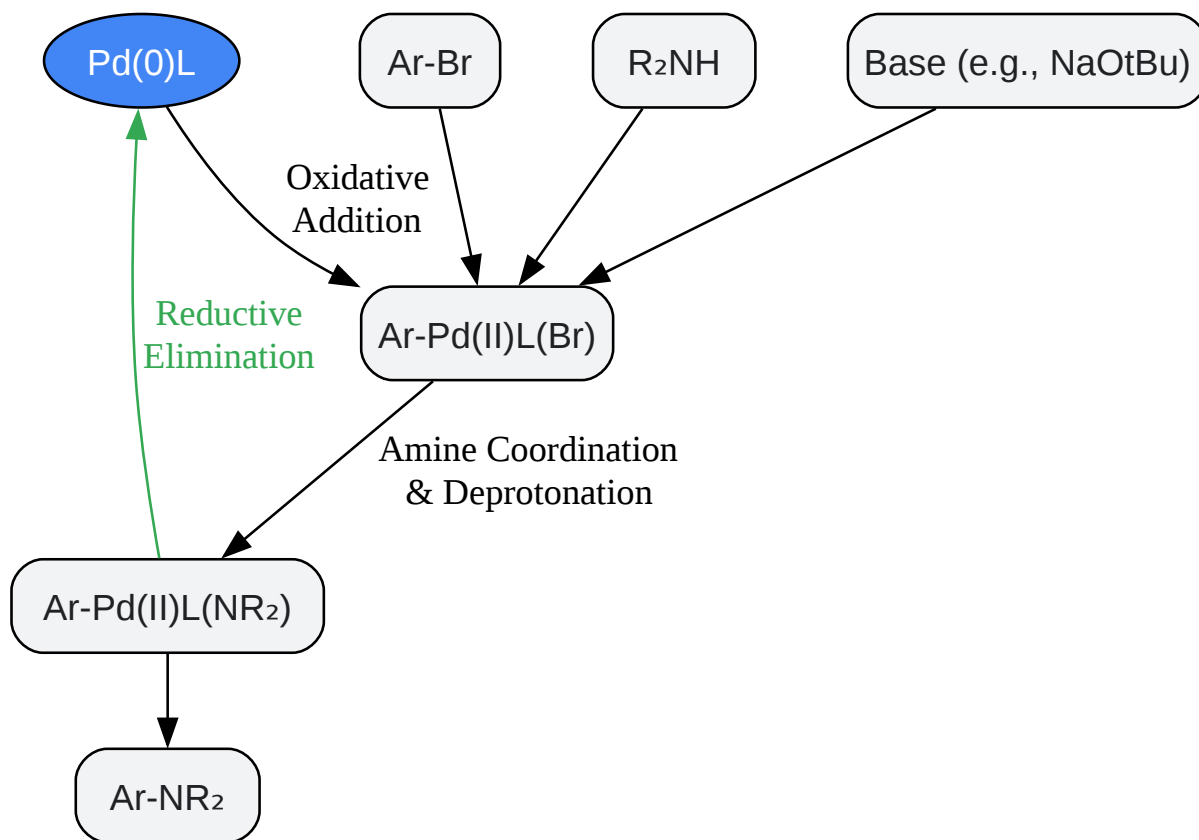 Pd(0)L
Ar-Br
R₂NH
Base (e.g., NaOtBu)
Oxidative
Addition
Reductive
Elimination
Ar-Pd(II)L(Br)
Amine Coordination
& Deprotonation
Ar-Pd(II)L(NR₂)
Ar-NR₂